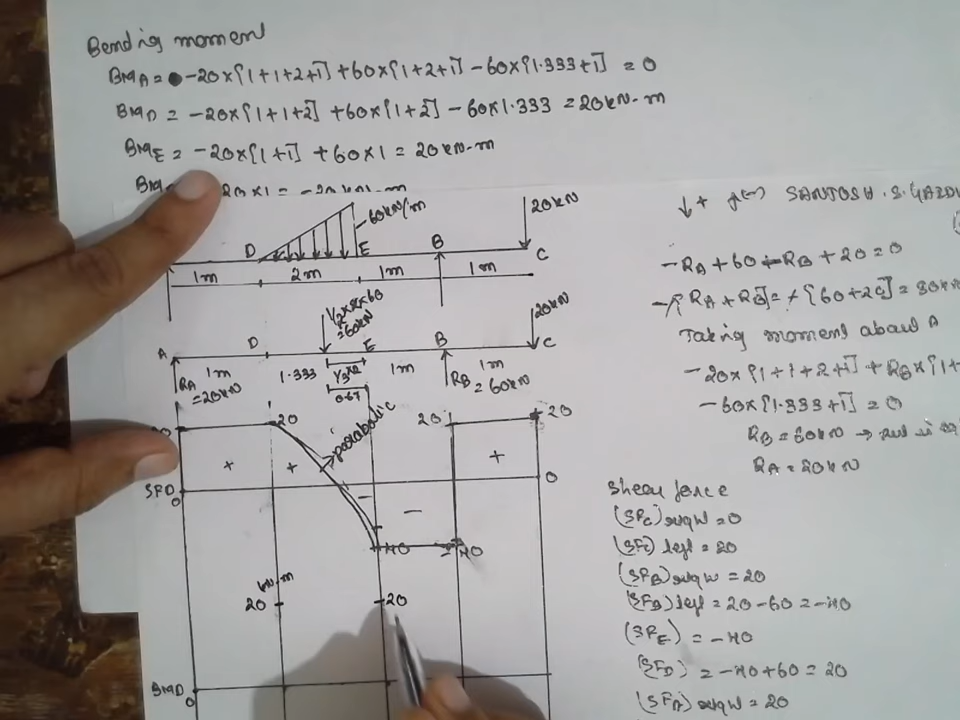 Bending moment
BMA = -20×[1+1+2+1] +60×[1+2+1] -60×[1.333+1] = 0
BMD = -20×[1+1+2] +60×[1+2] -60×1.333 = 20kN-m
BME = -20×[1+1] +60×1 = 20kN-m
20×1 = -20 kN-m
↓+ SANTOSH.S.
60kN/m
20kN
D
E
B
C
1m
2m
1m
1m
-RA+60-RB+20=0
[RA+RB]= [60+20]=80kN
Taking moment about A
-20×[1+1+2+1]+RB×[1+
-60×[1.333+1]=0
RB=60kN →
RA=20kN
½×2×60
=60kN
20kN
A
D
E
B
C
1m
1.333
⅓×2
1m
1m
RA
=20kN
0.67
RB
=60kN
20
parabolic
20
+20
+
+
-
-
+
SFD
0
0
-40
-40
Shear force
(SFC) right=0
(SFC) left=20
(SFB) right=20
(SFB) left=20-60=-40
(SFE) =-40
(SFD) =-40+60=20
(SFA) right=20
kN-m
20
20
BMD
0